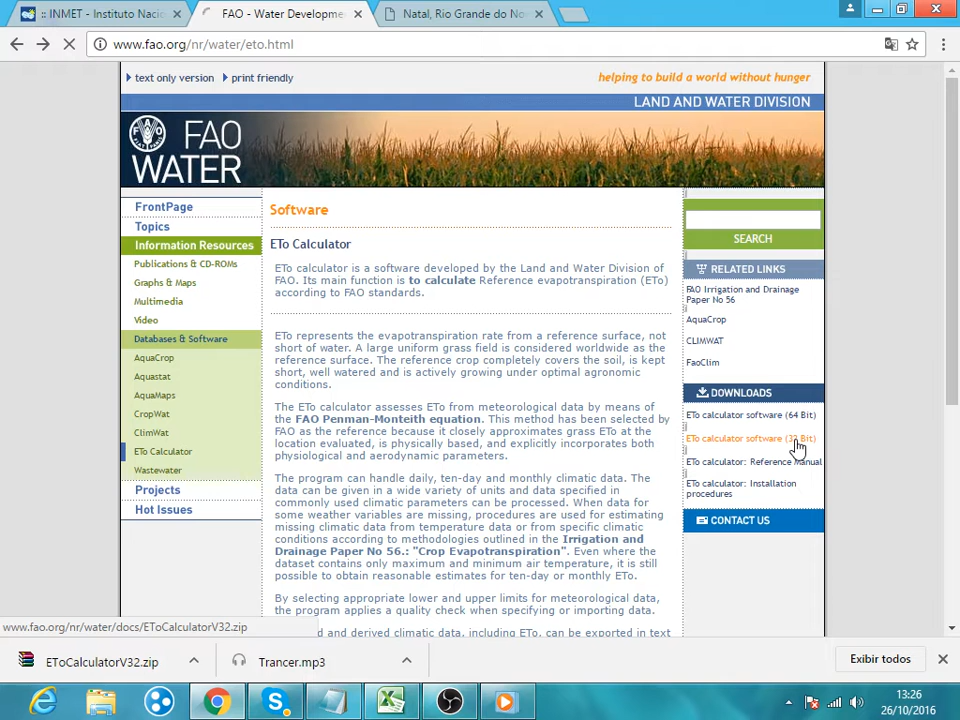 :: INMET - Instituto Naci
FAO - Water Developme
Natal, Rio Grande do No
www.fao.org/nr/water/eto.html
text only version
print friendly
helping to build a world without hunger
LAND AND WATER DIVISION
FAO
WATER
FrontPage
Topics
Information Resources
Publications & CD-ROMs
Graphs & Maps
Multimedia
Video
Databases & Software
AquaCrop
Aquastat
AquaMaps
CropWat
ClimWat
ETo Calculator
Wastewater
Projects
Hot Issues
Software
ETo Calculator
ETo calculator is a software developed by the Land and Water Division of
FAO. Its main function is to calculate Reference evapotranspiration (ETo)
according to FAO standards.
ETo represents the evapotranspiration rate from a reference surface, not
short of water. A large uniform grass field is considered worldwide as the
reference surface. The reference crop completely covers the soil, is kept
short, well watered and is actively growing under optimal agronomic
conditions.
The ETo calculator assesses ETo from meteorological data by means of
the FAO Penman-Monteith equation. This method has been selected by
FAO as the reference because it closely approximates grass ETo at the
location evaluated, is physically based, and explicitly incorporates both
physiological and aerodynamic parameters.
The program can handle daily, ten-day and monthly climatic data. The
data can be given in a wide variety of units and data specified in
commonly used climatic parameters can be processed. When data for
some weather variables are missing, procedures are used for estimating
missing climatic data from temperature data or from specific climatic
conditions according to methodologies outlined in the Irrigation and
Drainage Paper No 56.: "Crop Evapotranspiration". Even where the
dataset contains only maximum and minimum air temperature, it is still
possible to obtain reasonable estimates for ten-day or monthly ETo.
By selecting appropriate lower and upper limits for meteorological data,
the program applies a quality check when specifying or importing data.
d and derived climatic data, including ETo, can be exported in text
SEARCH
RELATED LINKS
FAO Irrigation and Drainage
Paper No 56
AquaCrop
CLIMWAT
FaoClim
DOWNLOADS
ETo calculator software (64 Bit)
ETo calculator software (32 Bit)
ETo calculator: Reference Manual
ETo calculator: Installation
procedures
CONTACT US
www.fao.org/nr/water/docs/EToCalculatorV32.zip
EToCalculatorV32.zip
Trancer.mp3
Exibir todos
13:26
26/10/2016